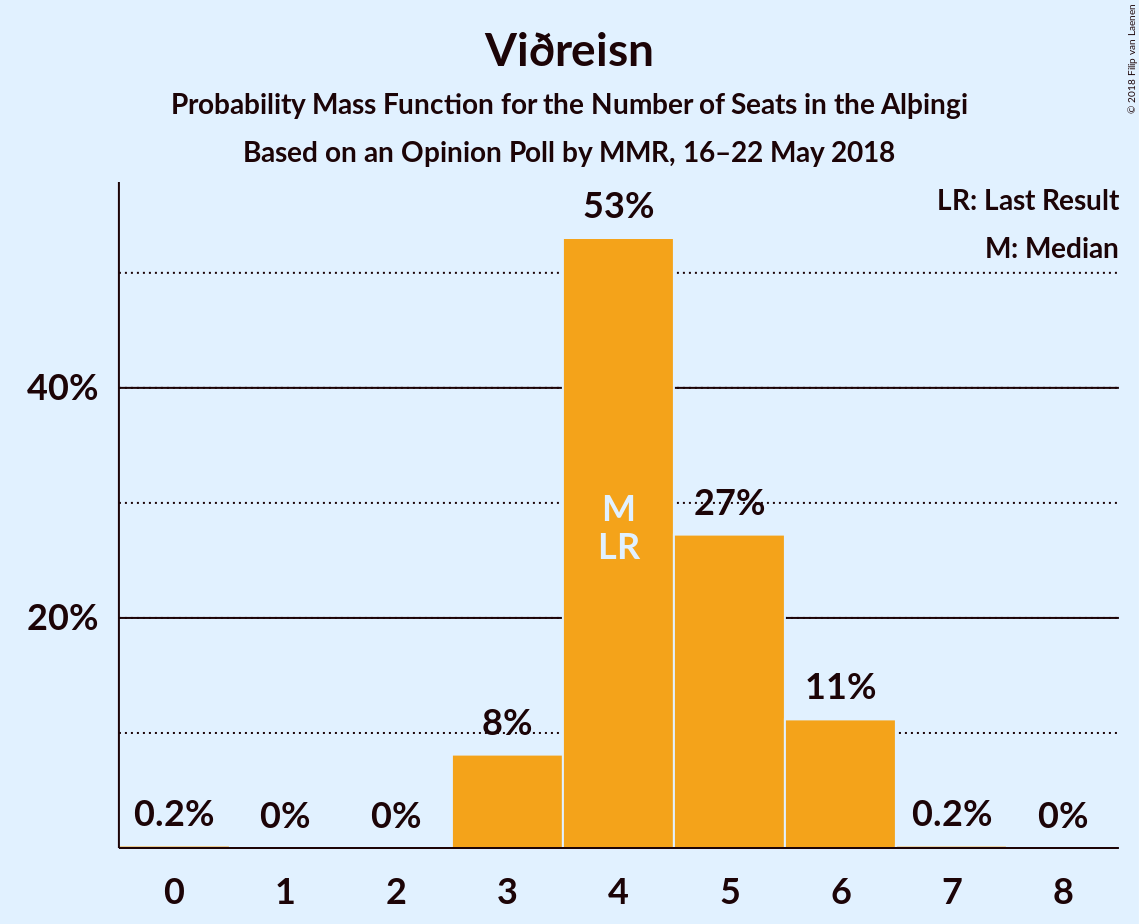 Viðreisn
Probability Mass Function for the Number of Seats in the Alþingi
Based on an Opinion Poll by MMR, 16–22 May 2018
© 2018 Filip van Laenen
LR: Last Result
M: Median
53%
40%
M
LR
27%
20%
11%
8%
0.2%
0%
0%
0.2%
0%
0
1
2
3
4
5
6
7
8